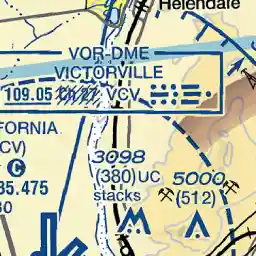 Helendale
VOR-DME
VICTORVILLE
109.05 Ch 27 VCV
FORNIA
CV)
C
35.475
30
3098
(380) UC
stacks
5000
(512)